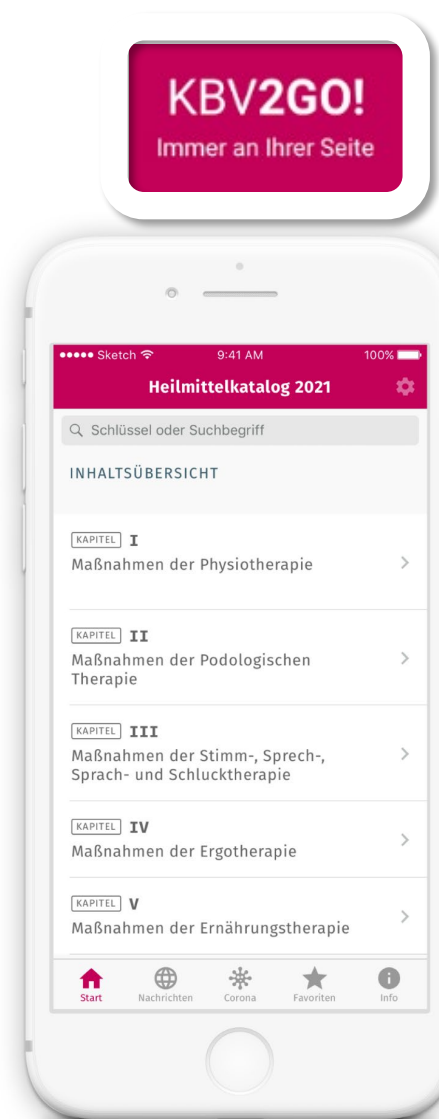 KBV2GO!
Immer an Ihrer Seite
Sketch 9:41 AM 100%
Heilmittelkatalog 2021
Schlüssel oder Suchbegriff
INHALTSÜBERSICHT
KAPITEL I
Maßnahmen der Physiotherapie
KAPITEL II
Maßnahmen der Podologischen
Therapie
KAPITEL III
Maßnahmen der Stimm-, Sprech-,
Sprach- und Schlucktherapie
KAPITEL IV
Maßnahmen der Ergotherapie
KAPITEL V
Maßnahmen der Ernährungstherapie
Start Nachrichten Corona Favoriten Info